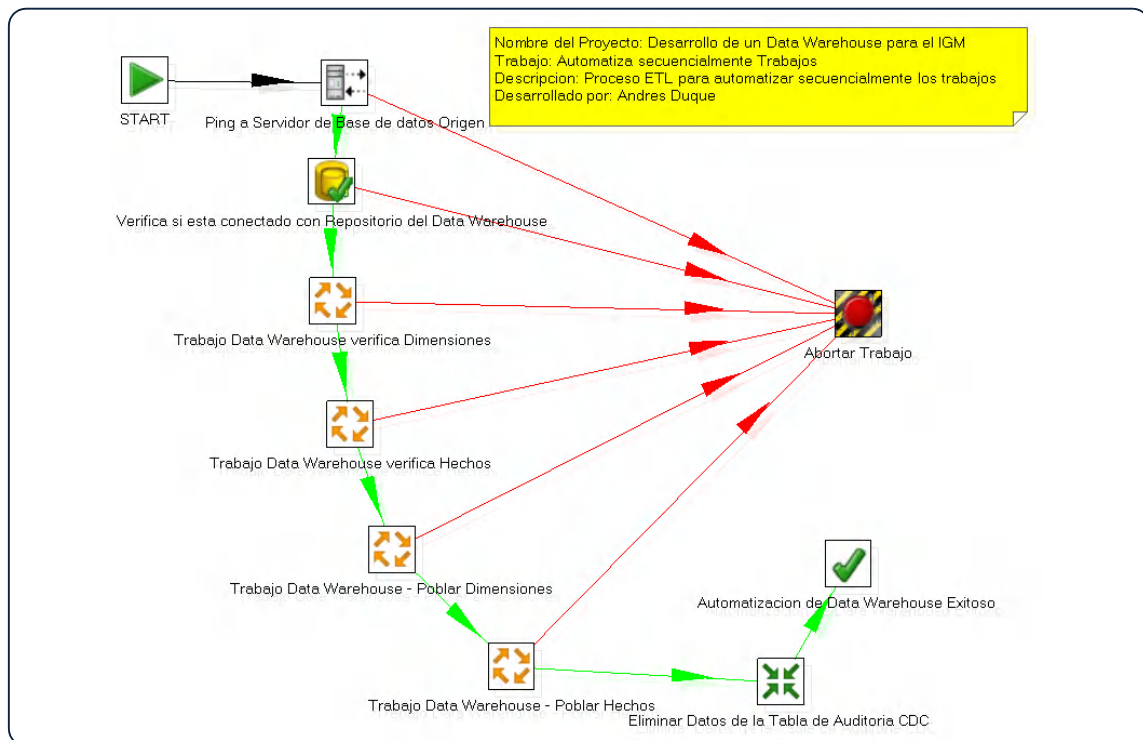 Nombre del Proyecto: Desarrollo de un Data Warehouse para el IGM
Trabajo: Automatiza secuencialmente Trabajos
Descripcion: Proceso ETL para automatizar secuencialmente los trabajos
Desarrollado por: Andres Duque
START
Ping a Servidor de Base de datos Origen
Verifica si esta conectado con Repositorio del Data Warehouse
Trabajo Data Warehouse verifica Dimensiones
Abortar Trabajo
Trabajo Data Warehouse verifica Hechos
Trabajo Data Warehouse - Poblar Dimensiones
Automatizacion de Data Warehouse Exitoso
Trabajo Data Warehouse - Poblar Hechos
Eliminar Datos de la Tabla de Auditoria CDC